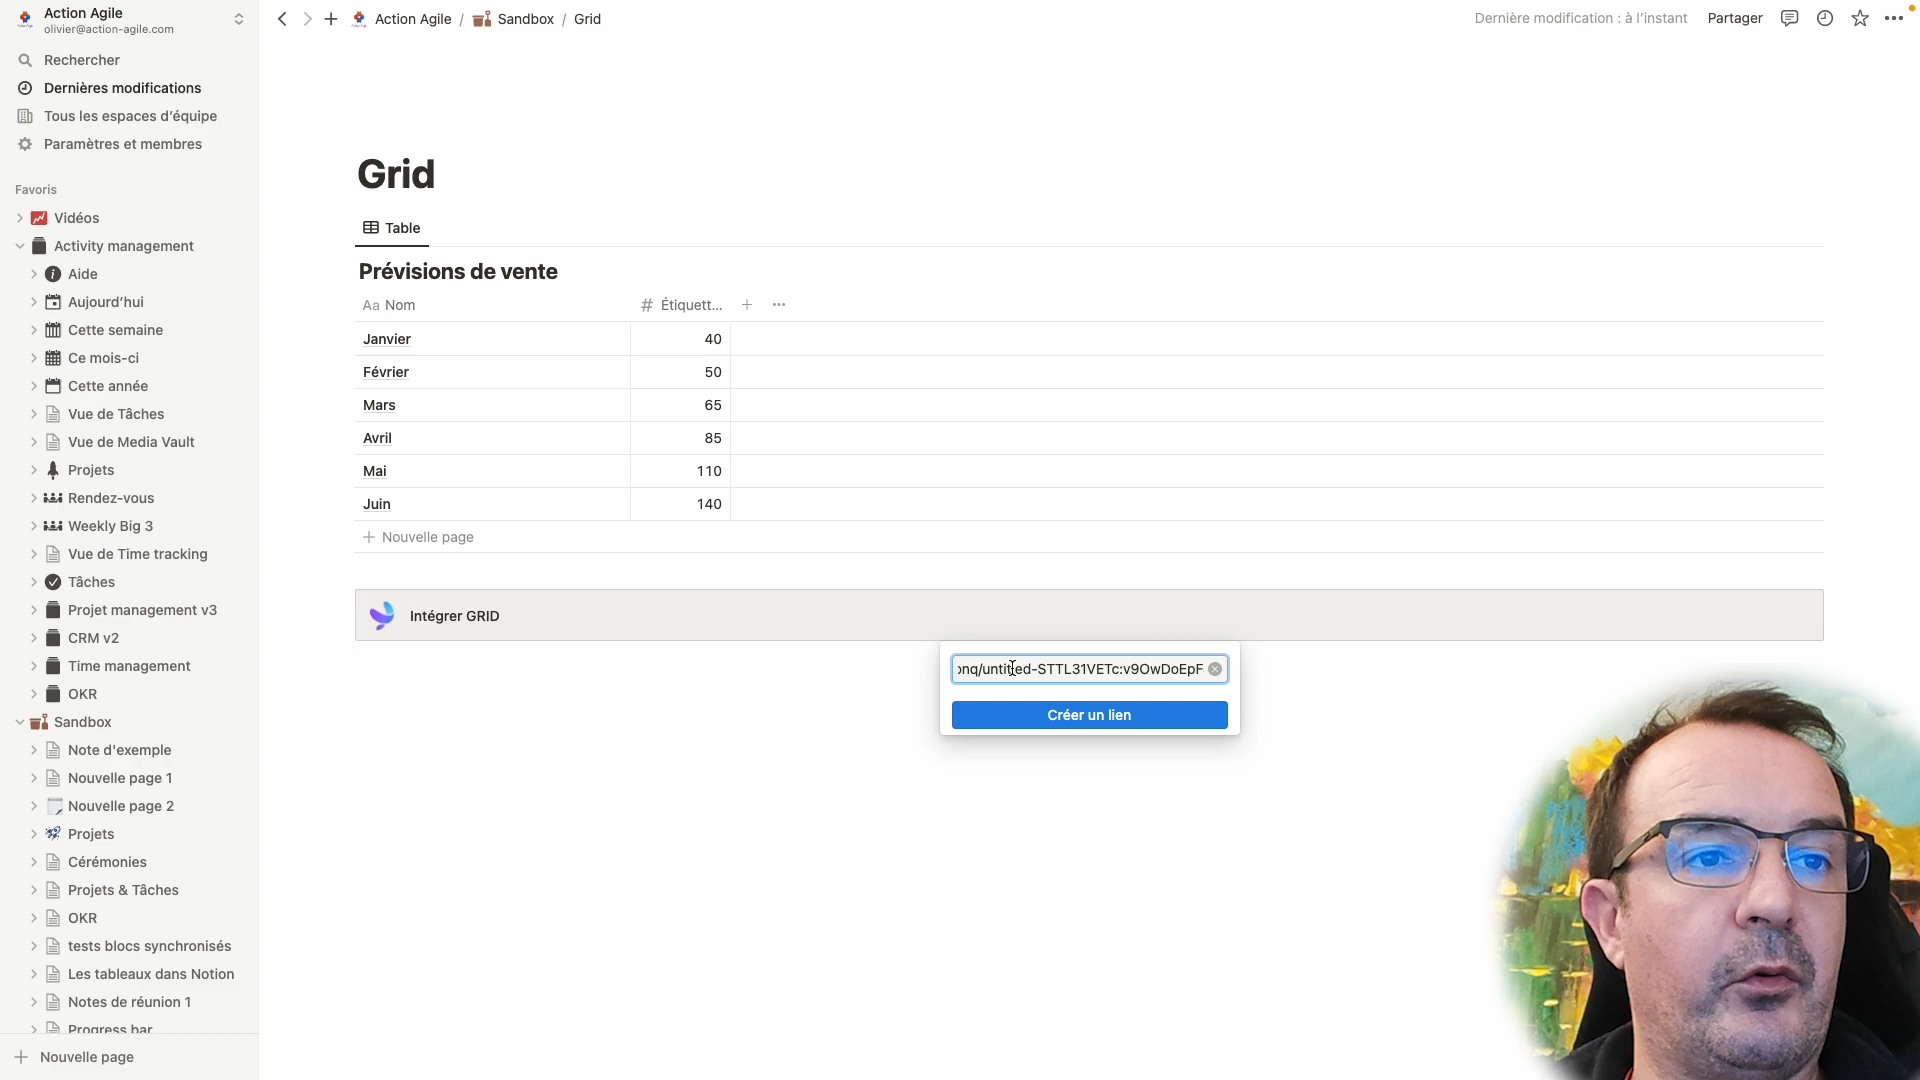 Action Agile
olivier@action-agile.com
Rechercher
Dernières modifications
Tous les espaces d'équipe
Paramètres et membres
Favoris
Vidéos
Activity management
Aide
Aujourd'hui
Cette semaine
Ce mois-ci
Cette année
Vue de Tâches
Vue de Media Vault
Projets
Rendez-vous
Weekly Big 3
Vue de Time tracking
Tâches
Projet management v3
CRM v2
Time management
OKR
Sandbox
Note d'exemple
Nouvelle page 1
Nouvelle page 2
Projets
Cérémonies
Projets & Tâches
OKR
tests blocs synchronisés
Les tableaux dans Notion
Notes de réunion 1
Progress bar
Nouvelle page
Action Agile / Sandbox / Grid
Dernière modification : à l'instant Partager
Grid
Table
Prévisions de vente
Aa Nom # Étiquett...
Janvier 40
Février 50
Mars 65
Avril 85
Mai 110
Juin 140
Nouvelle page
Intégrer GRID
onq/untitled-STTL31VETc:v9OwDoEpF
Créer un lien